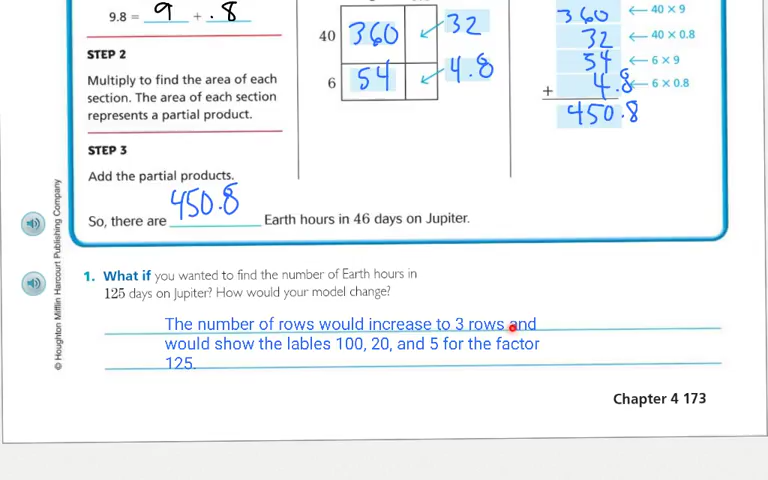 9.8 = 9 + .8
STEP 2
Multiply to find the area of each
section. The area of each section
represents a partial product.
STEP 3
Add the partial products.
So, there are 450.8 Earth hours in 46 days on Jupiter.
40 360 32
6 54 4.8
360 ← 40 × 9
32 ← 40 × 0.8
54 ← 6 × 9
+ 4.8 ← 6 × 0.8
450.8
© Houghton Mifflin Harcourt Publishing Company
1. What if you wanted to find the number of Earth hours in
125 days on Jupiter? How would your model change?
The number of rows would increase to 3 rows and
would show the lables 100, 20, and 5 for the factor
125.
Chapter 4 173